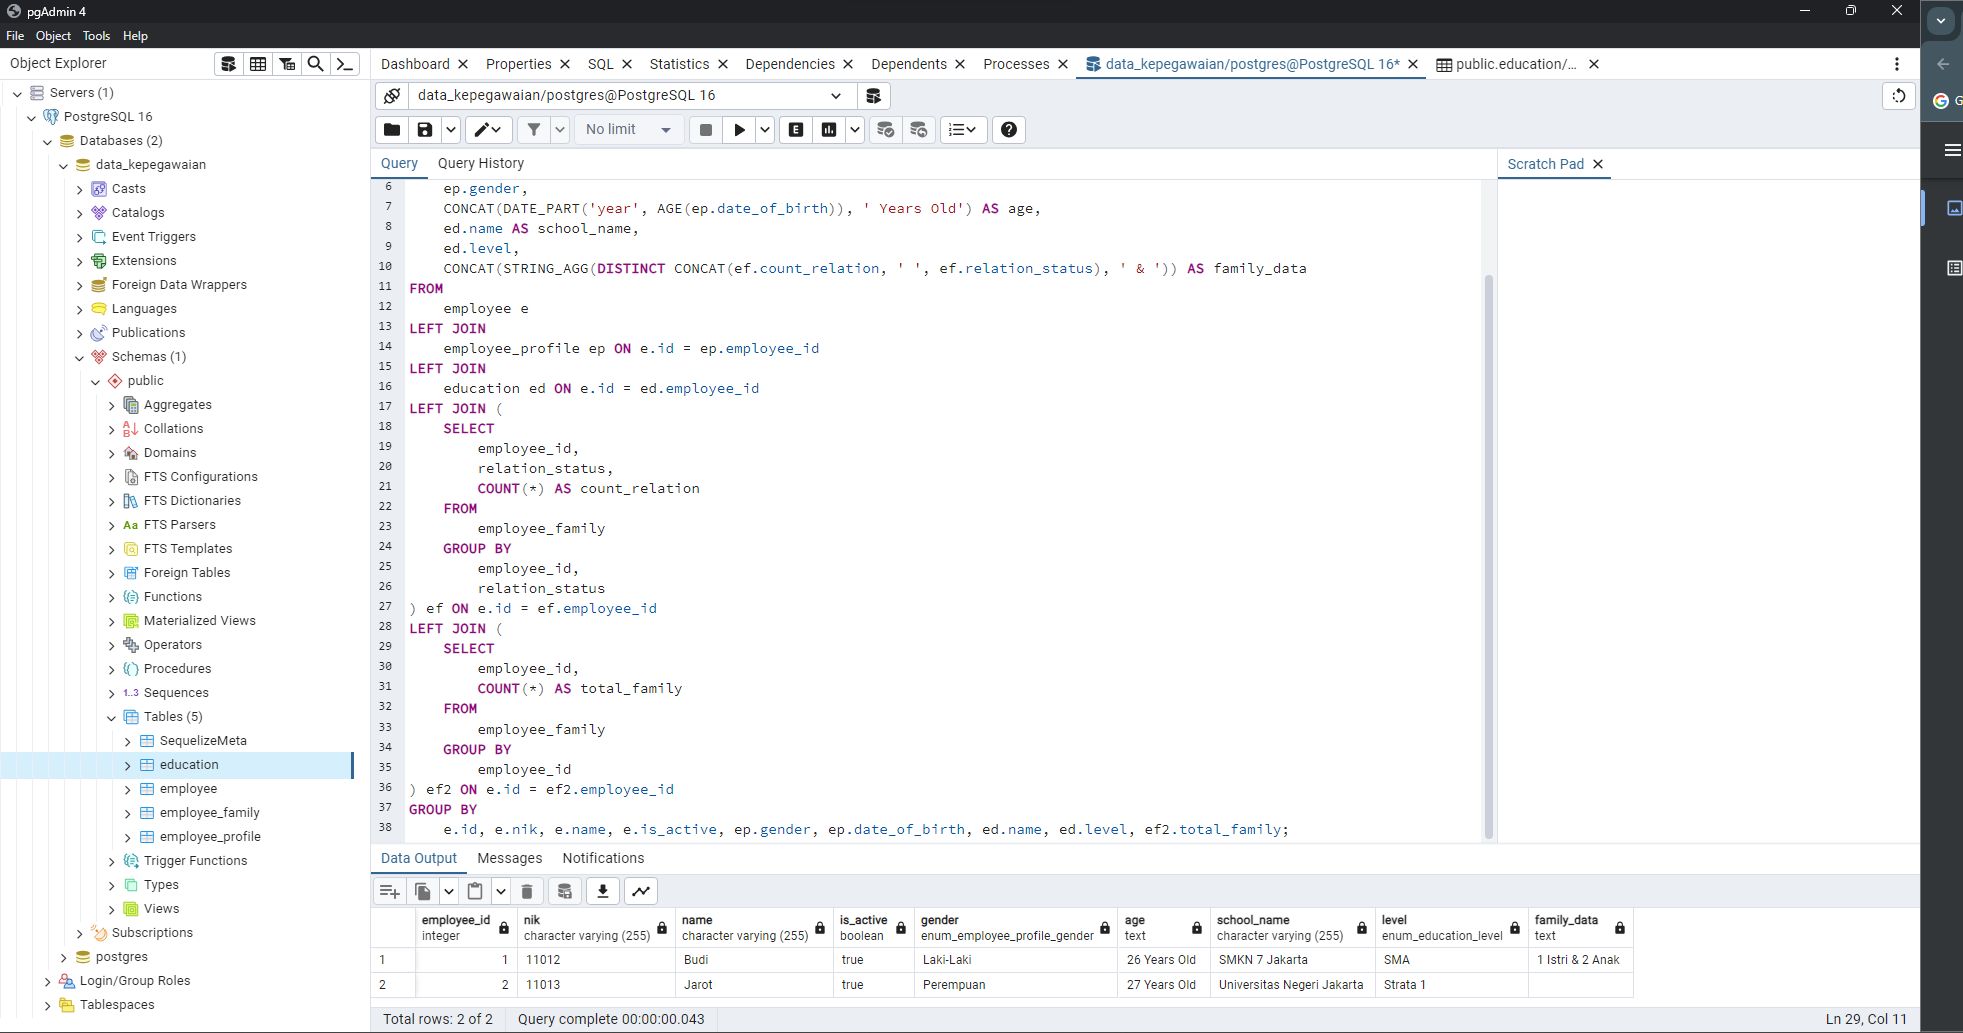 pgAdmin 4
File Object Tools Help
Object Explorer
Dashboard Properties SQL Statistics Dependencies Dependents Processes data_kepegawaian/postgres@PostgreSQL 16* public.education/...
data_kepegawaian/postgres@PostgreSQL 16
No limit
E
Query Query History
Scratch Pad
Servers (1)
PostgreSQL 16
Databases (2)
data_kepegawaian
Casts
Catalogs
Event Triggers
Extensions
Foreign Data Wrappers
Languages
Publications
Schemas (1)
public
Aggregates
Collations
Domains
FTS Configurations
FTS Dictionaries
Aa FTS Parsers
FTS Templates
Foreign Tables
Functions
Materialized Views
Operators
Procedures
1..3 Sequences
Tables (5)
SequelizeMeta
education
employee
employee_family
employee_profile
Trigger Functions
Types
Views
Subscriptions
postgres
Login/Group Roles
Tablespaces
6 ep.gender,
7 CONCAT(DATE_PART('year', AGE(ep.date_of_birth)), ' Years Old') AS age,
8 ed.name AS school_name,
9 ed.level,
10 CONCAT(STRING_AGG(DISTINCT CONCAT(ef.count_relation, ' ', ef.relation_status), ' & ')) AS family_data
11 FROM
12 employee e
13 LEFT JOIN
14 employee_profile ep ON e.id = ep.employee_id
15 LEFT JOIN
16 education ed ON e.id = ed.employee_id
17 LEFT JOIN (
18 SELECT
19 employee_id,
20 relation_status,
21 COUNT(*) AS count_relation
22 FROM
23 employee_family
24 GROUP BY
25 employee_id,
26 relation_status
27 ) ef ON e.id = ef.employee_id
28 LEFT JOIN (
29 SELECT
30 employee_id,
31 COUNT(*) AS total_family
32 FROM
33 employee_family
34 GROUP BY
35 employee_id
36 ) ef2 ON e.id = ef2.employee_id
37 GROUP BY
38 e.id, e.nik, e.name, e.is_active, ep.gender, ep.date_of_birth, ed.name, ed.level, ef2.total_family;
Data Output Messages Notifications
employee_id nik name is_active gender age school_name level family_data
integer character varying (255) character varying (255) boolean enum_employee_profile_gender text character varying (255) enum_education_level text
1 1 11012 Budi true Laki-Laki 26 Years Old SMKN 7 Jakarta SMA 1 Istri & 2 Anak
2 2 11013 Jarot true Perempuan 27 Years Old Universitas Negeri Jakarta Strata 1
Total rows: 2 of 2 Query complete 00:00:00.043 Ln 29, Col 11